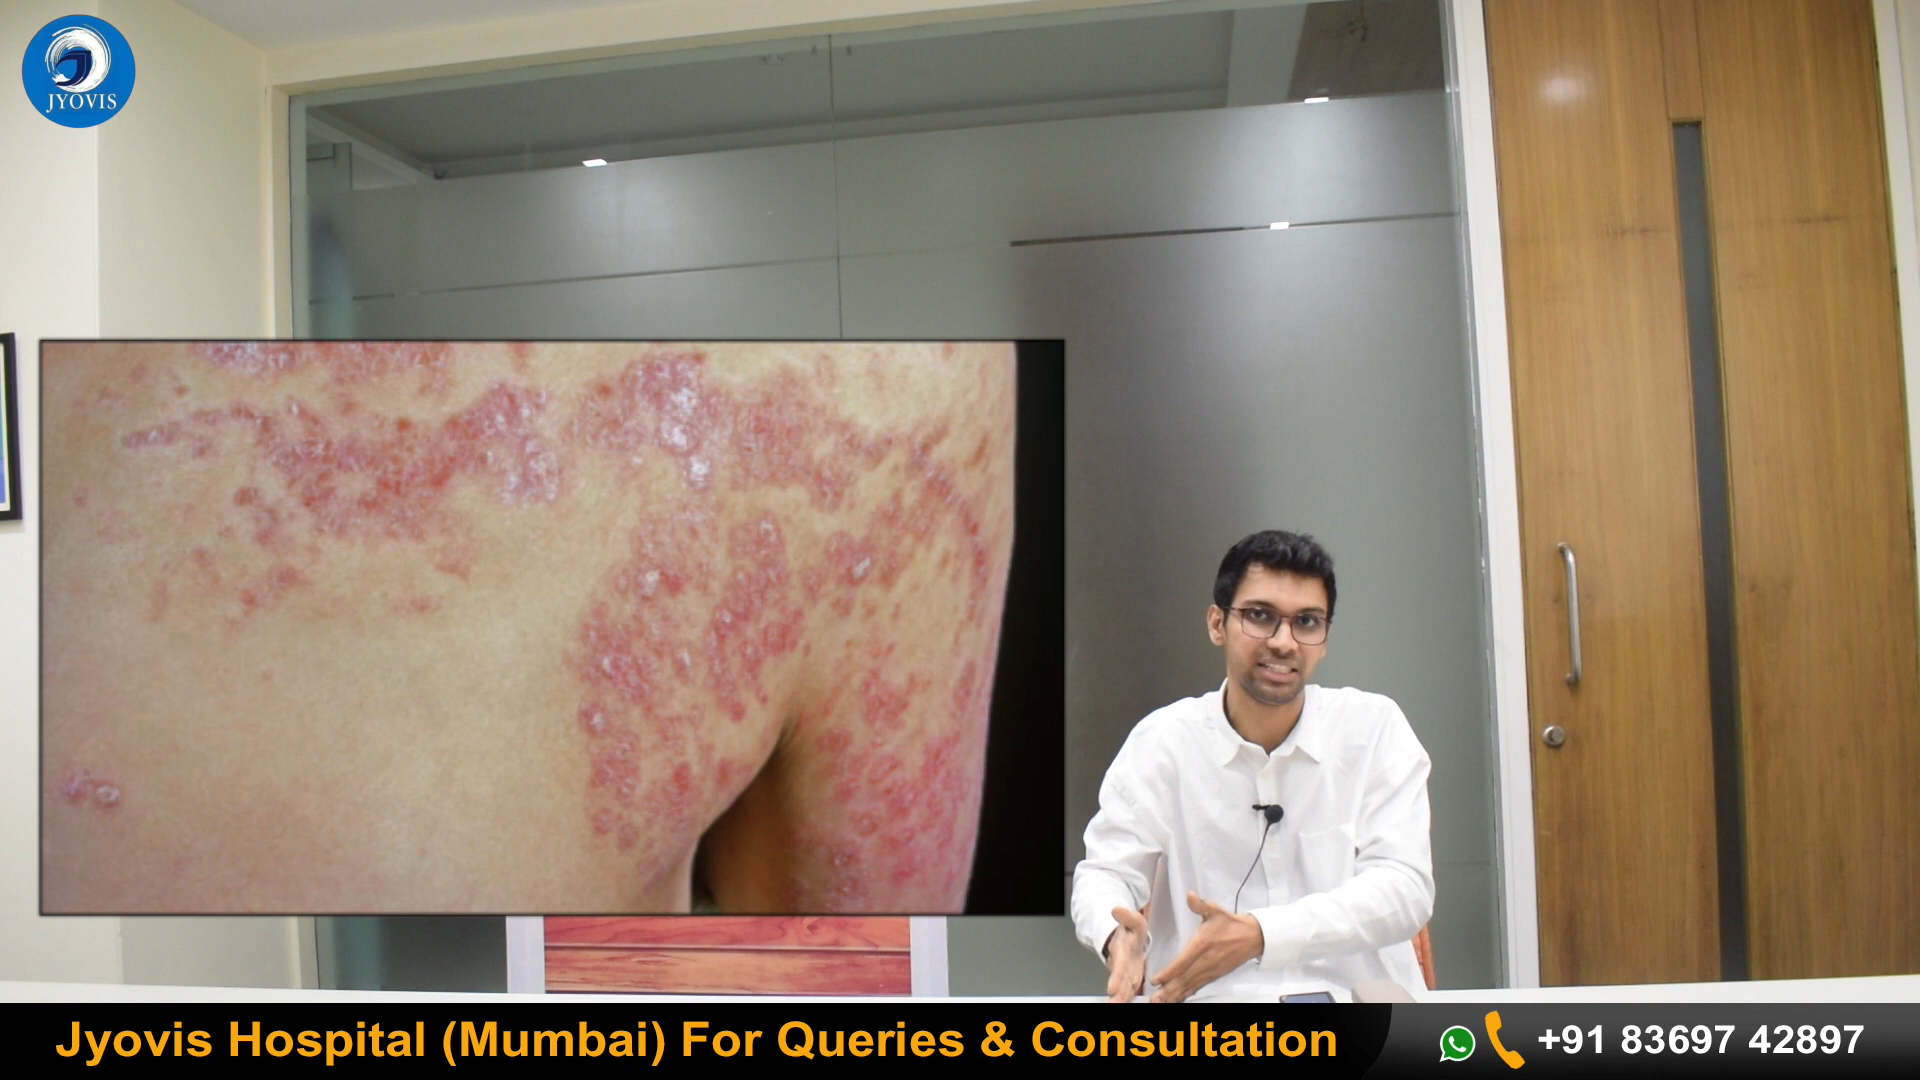 JYOVIS
Jyovis Hospital (Mumbai) For Queries & Consultation
+91 83697 42897